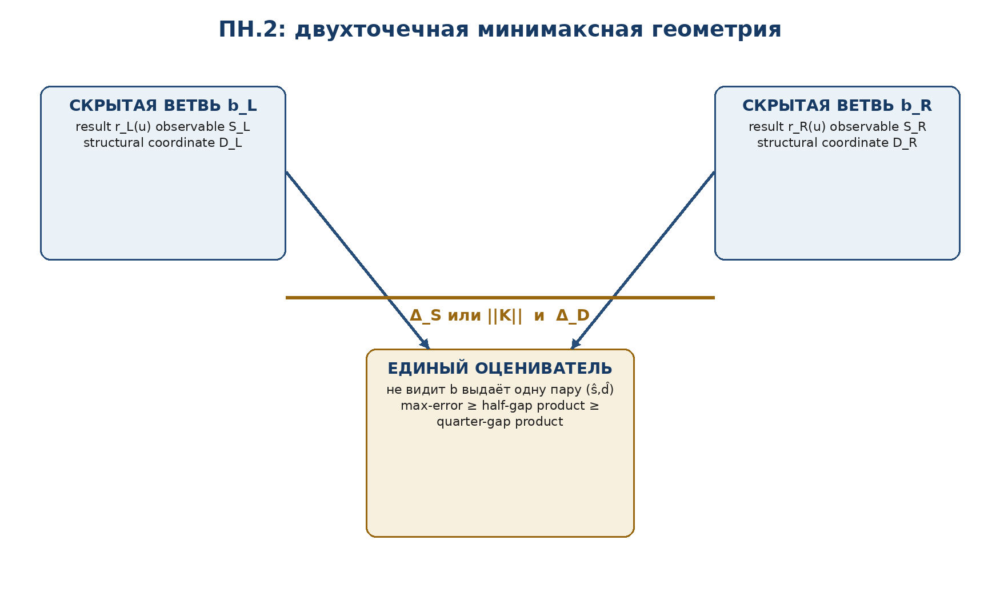 ПН.2: двухточечная минимаксная геометрия
СКРЫТАЯ ВЕТВЬ b_L
result r_L(u) observable S_L
structural coordinate D_L
СКРЫТАЯ ВЕТВЬ b_R
result r_R(u) observable S_R
structural coordinate D_R
Δ_S или ||K|| и Δ_D
ЕДИНЫЙ ОЦЕНИВАТЕЛЬ
не видит b выдаёт одну пару (ŝ,d̂)
max-error ≥ half-gap product ≥
quarter-gap product